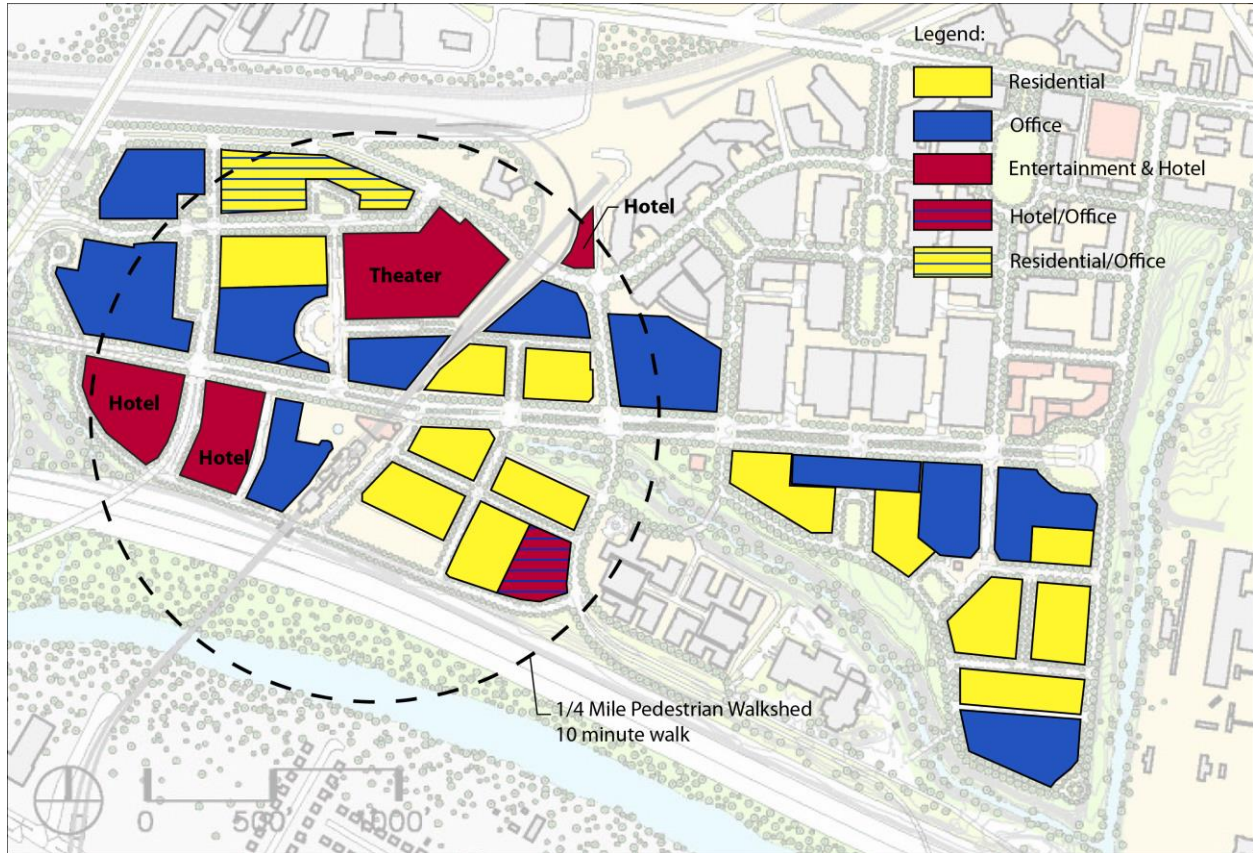 Legend:
Residential
Office
Entertainment & Hotel
Hotel/Office
Residential/Office
Hotel
Theater
Hotel
Hotel
1/4 Mile Pedestrian Walkshed
10 minute walk
0 500 1000